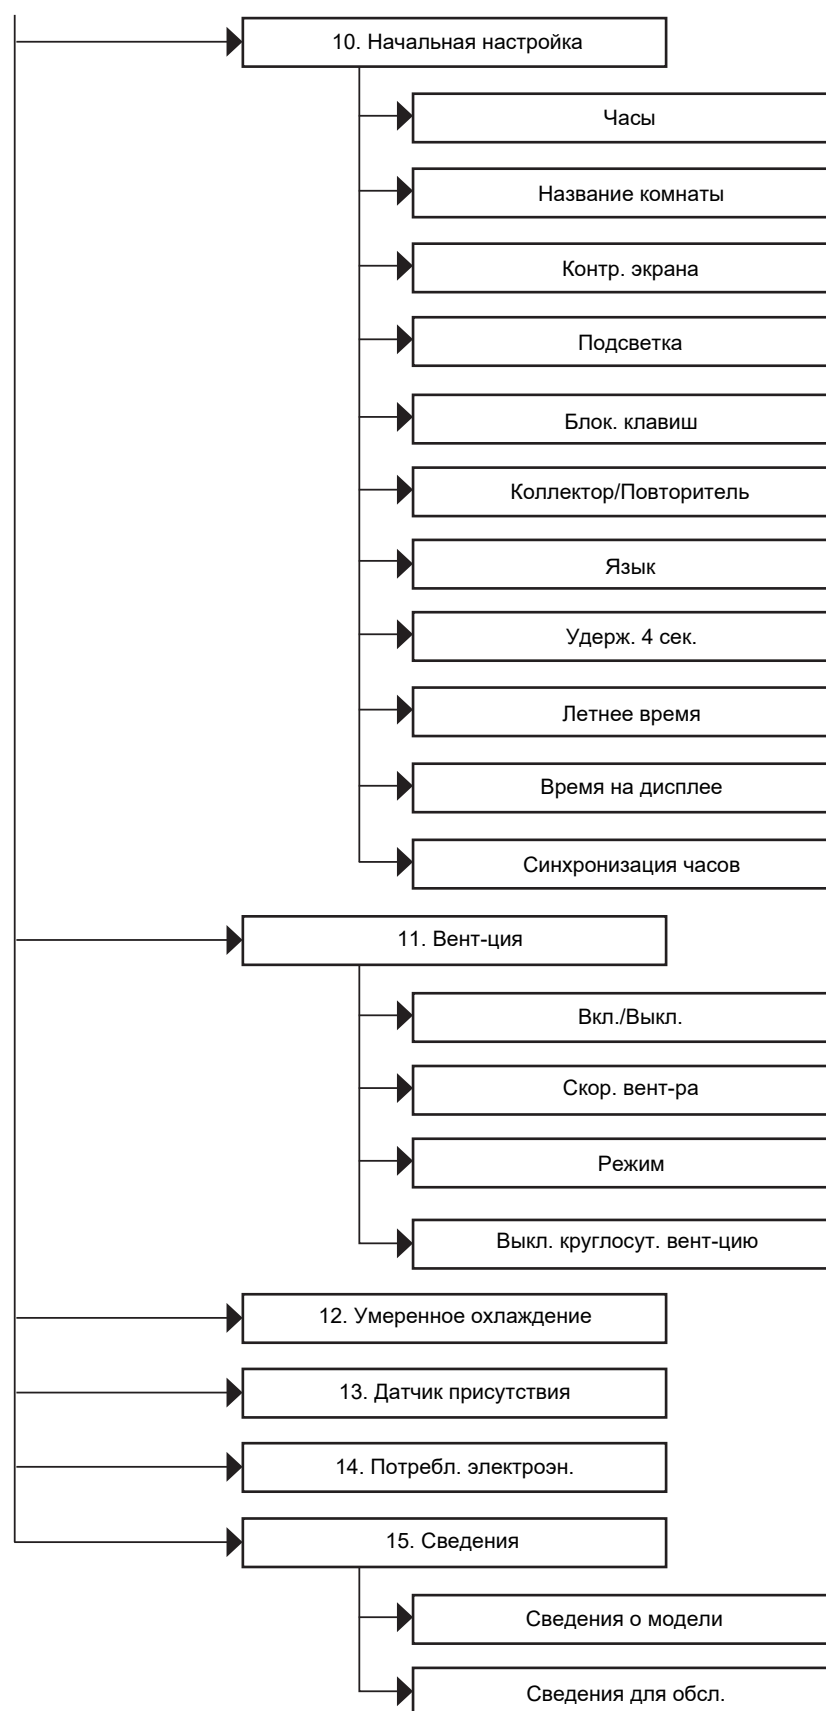 10. Начальная настройка
Часы
Название комнаты
Контр. экрана
Подсветка
Блок. клавиш
Коллектор/Повторитель
Язык
Удерж. 4 сек.
Летнее время
Время на дисплее
Синхронизация часов
11. Вент-ция
Вкл./Выкл.
Скор. вент-ра
Режим
Выкл. круглосут. вент-цию
12. Умеренное охлаждение
13. Датчик присутствия
14. Потребл. электроэн.
15. Сведения
Сведения о модели
Сведения для обсл.